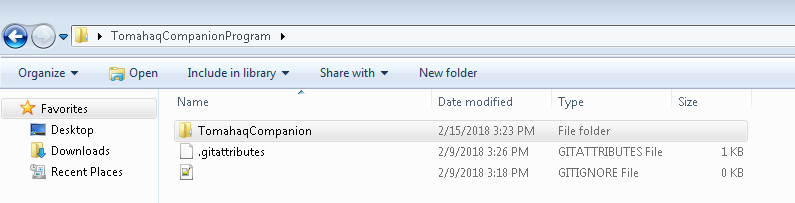 TomahaqCompanionProgram
Organize Open Include in library Share with New folder
Favorites
Desktop
Downloads
Recent Places
Name Date modified Type Size
TomahaqCompanion 2/15/2018 3:23 PM File folder
.gitattributes 2/9/2018 3:26 PM GITATTRIBUTES File 1 KB
2/9/2018 3:18 PM GITIGNORE File 0 KB